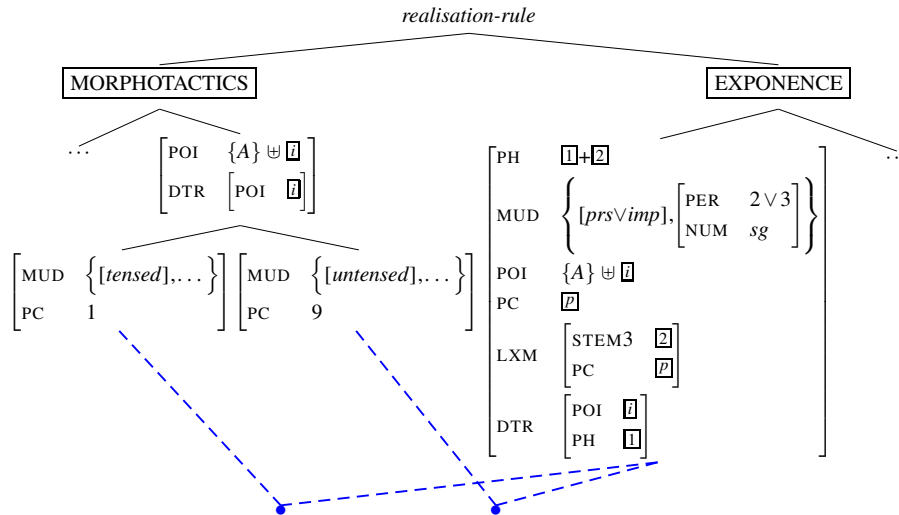 realisation-rule
MORPHOTACTICS
EXPONENCE
...
POI {A} ⊎ i
DTR [POI i]
MUD {[tensed],...}
PC 1
MUD {[untensed],...}
PC 9
PH 1+2
MUD {[prs∨imp], [PER 2∨3
NUM sg]}
POI {A} ⊎ i
PC p
LXM [STEM3 2
PC p]
DTR [POI i
PH 1]
..